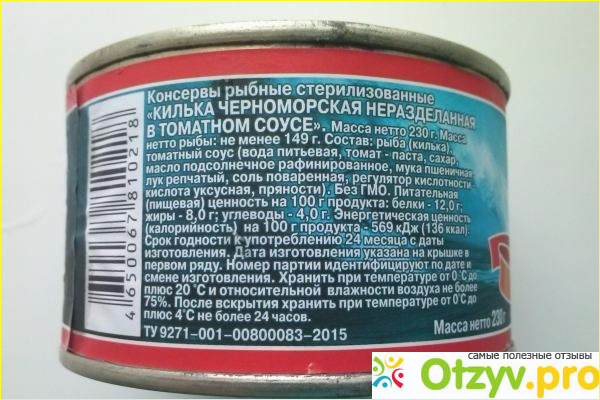 Консервы рыбные стерилизованные
«КИЛЬКА ЧЕРНОМОРСКАЯ НЕРАЗДЕЛАННАЯ
В ТОМАТНОМ СОУСЕ». Масса нетто 230 г. Масса
нетто рыбы: не менее 149 г. Состав: рыба (килька),
томатный соус (вода питьевая, томат - паста, сахар,
масло подсолнечное рафинированное, мука пшеничная
лук репчатый, соль поваренная, регулятор кислотности-
кислота уксусная, пряности). Без ГМО. Питательная
(пищевая) ценность на 100 г продукта: белки - 12,0 г;
жиры - 8,0 г; углеводы - 4,0 г. Энергетическая ценность
(калорийность) на 100 г продукта - 569 кДж (136 ккал).
Срок годности к употреблению 24 месяца с даты
изготовления. Дата изготовления указана на крышке в
первом ряду. Номер партии идентифицируют по дате и
смене изготовления. Хранить при температуре от 0˚С до
плюс 20˚С и относительной влажности воздуха не более
75%. После вскрытия хранить при температуре от 0˚С до
плюс 4˚С не более 24 часов.
ТУ 9271-001-00800083-2015
Масса нетто 230г
4 650067 810218
самые полезные отзывы
Otzyv.pro